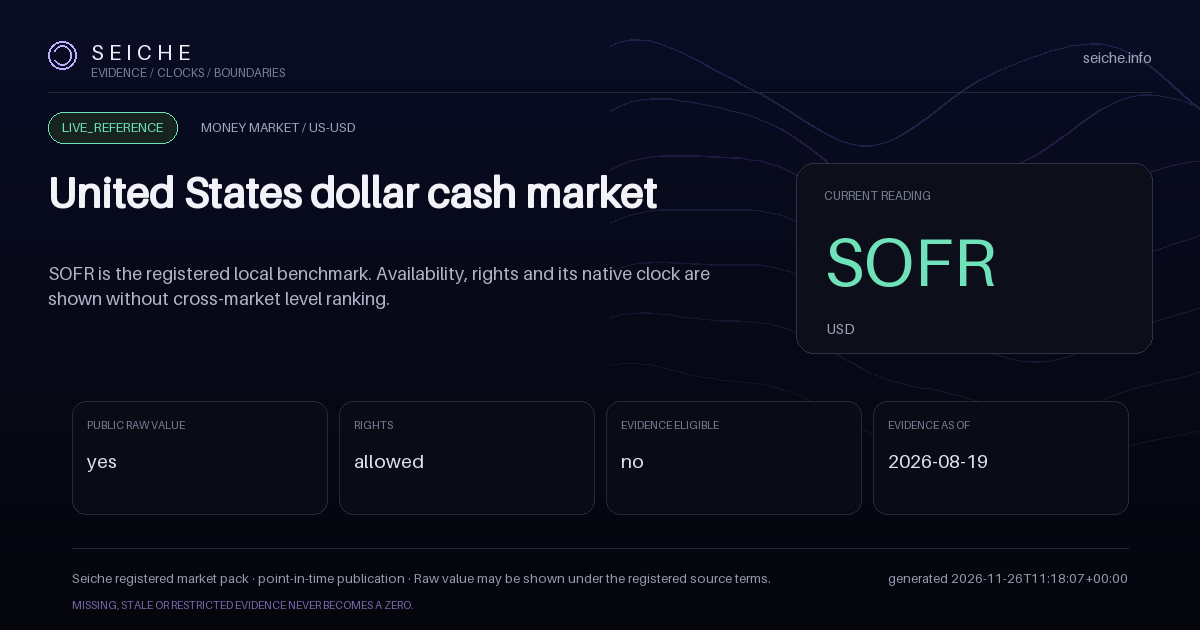 SEICHE
EVIDENCE / CLOCKS / BOUNDARIES
seiche.info
LIVE_REFERENCE
MONEY MARKET / US-USD
United States dollar cash market
SOFR is the registered local benchmark. Availability, rights and its native clock are
shown without cross-market level ranking.
CURRENT READING
SOFR
USD
PUBLIC RAW VALUE
yes
RIGHTS
allowed
EVIDENCE ELIGIBLE
no
EVIDENCE AS OF
2026-08-19
Seiche registered market pack · point-in-time publication · Raw value may be shown under the registered source terms.
generated 2026-11-26T11:18:07+00:00
MISSING, STALE OR RESTRICTED EVIDENCE NEVER BECOMES A ZERO.